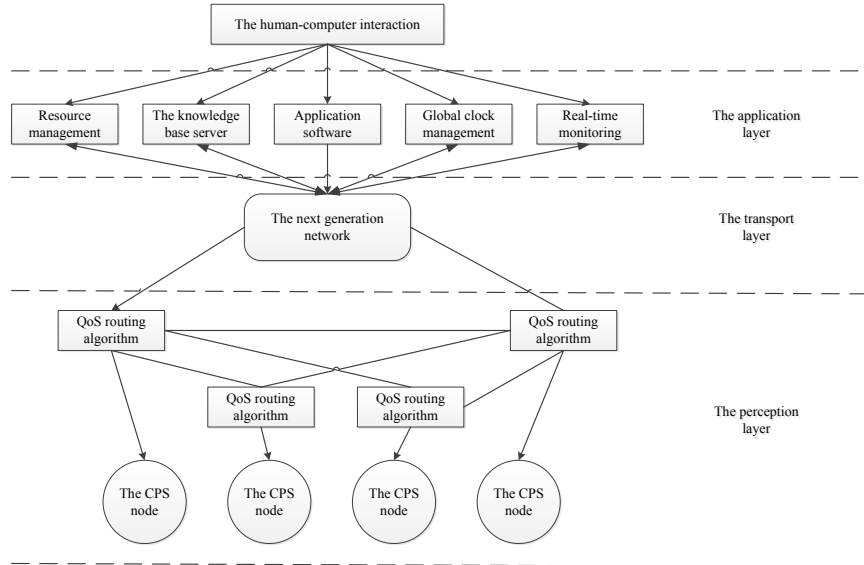 The human-computer interaction
Resource
management
The knowledge
base server
Application
software
Global clock
management
Real-time
monitoring
The application
layer
The next generation
network
The transport
layer
QoS routing
algorithm
QoS routing
algorithm
QoS routing
algorithm
QoS routing
algorithm
The perception
layer
The CPS
node
The CPS
node
The CPS
node
The CPS
node